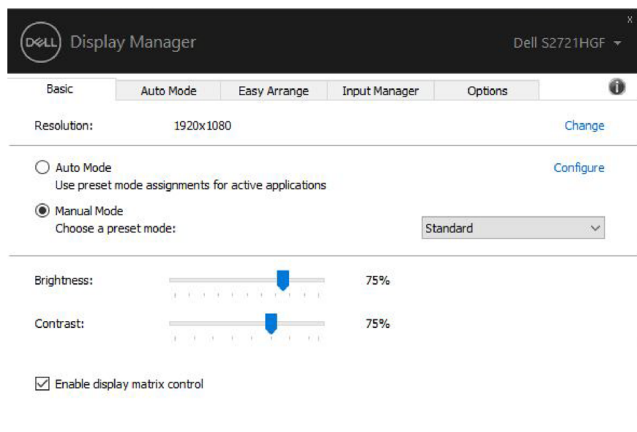 x
DELL Display Manager Dell S2721HGF
Basic Auto Mode Easy Arrange Input Manager Options i
Resolution: 1920x1080 Change
Auto Mode Configure
Use preset mode assignments for active applications
Manual Mode
Choose a preset mode: Standard
Brightness: 75%
Contrast: 75%
Enable display matrix control